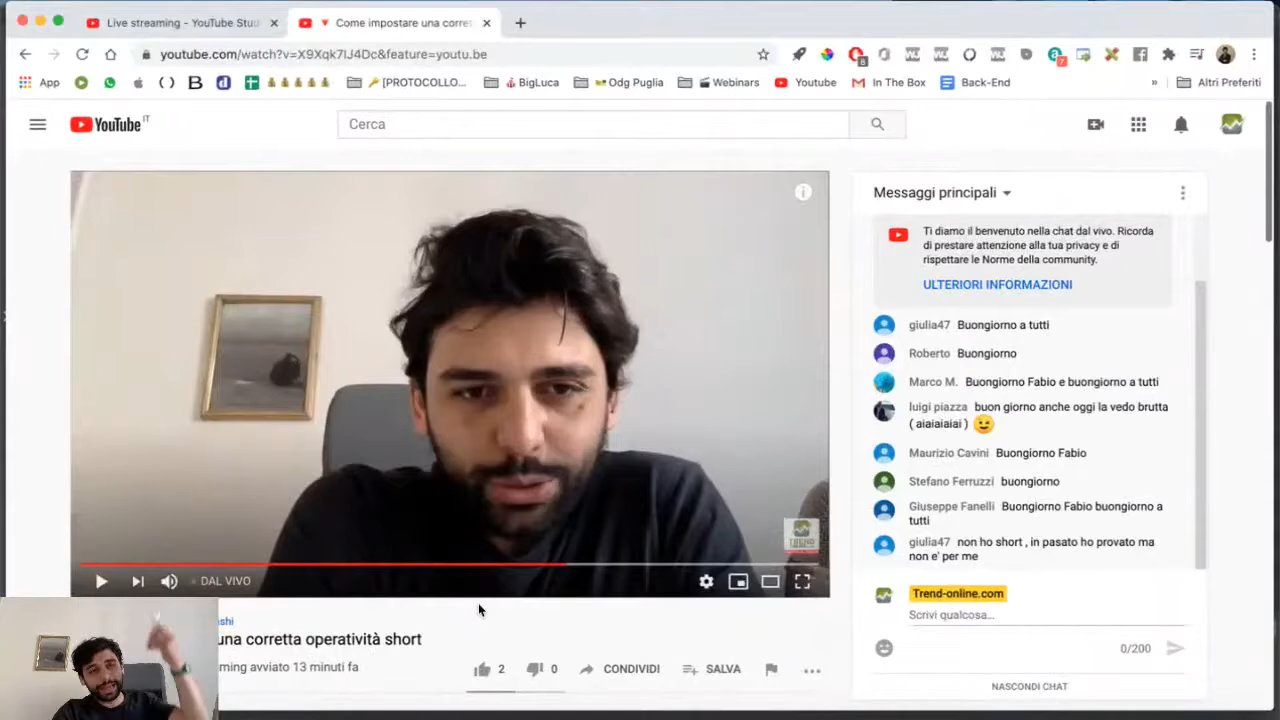 Live streaming - YouTube Stu
Come impostare una corre
youtube.com/watch?v=X9Xqk7lJ4Dc&feature=youtu.be
App
[PROTOCOLLO...
BigLuca
Odg Puglia
Webinars
Youtube
In The Box
Back-End
»
Altri Preferiti
YouTube IT
Cerca
Messaggi principali
Ti diamo il benvenuto nella chat dal vivo. Ricorda
di prestare attenzione alla tua privacy e di
rispettare le Norme della community.
ULTERIORI INFORMAZIONI
giulia47 Buongiorno a tutti
Roberto Buongiorno
Marco M. Buongiorno Fabio e buongiorno a tutti
luigi piazza buon giorno anche oggi la vedo brutta
( aiaiaiaiai ) 😉
Maurizio Cavini Buongiorno Fabio
Stefano Ferruzzi buongiorno
Giuseppe Fanelli Buongiorno Fabio buongiorno a
tutti
giulia47 non ho short , in pasato ho provato ma
non e' per me
Trend-online.com
Scrivi qualcosa...
0/200
NASCONDI CHAT
TREND
DAL VIVO
shi
una corretta operatività short
ming avviato 13 minuti fa
2
0
CONDIVIDI
SALVA